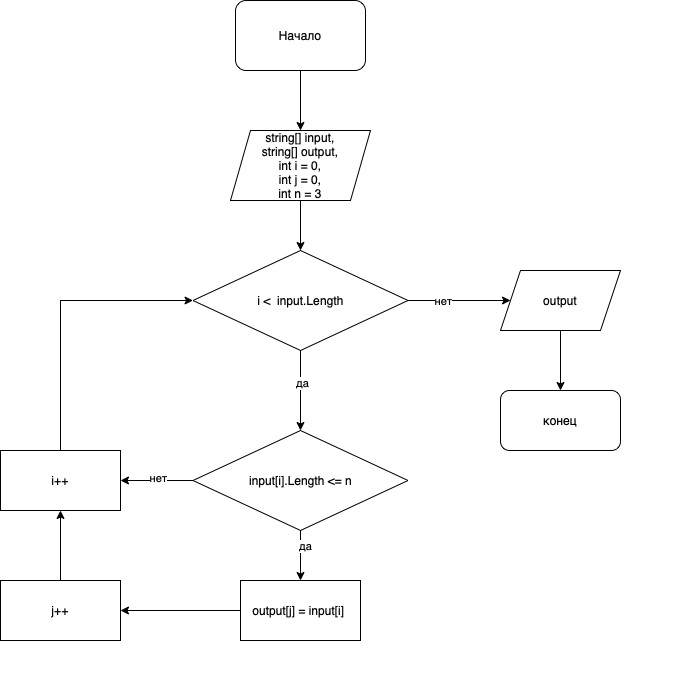 Начало
string[] input,
string[] output,
int i = 0,
int j = 0,
int n = 3
i <  input.Length
нет
output
да
конец
input[i].Length <= n
нет
i++
да
output[j] = input[i]
j++